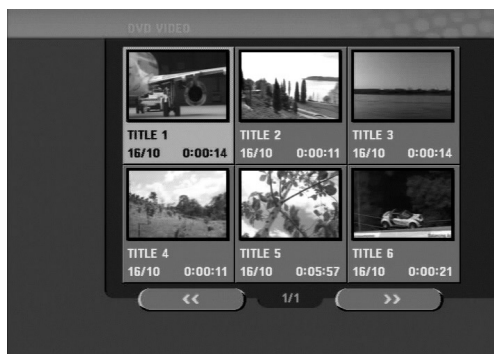 DVD VIDEO
TITLE 1
16/10 0:00:14
TITLE 2
16/10 0:00:11
TITLE 3
16/10 0:00:14
TITLE 4
16/10 0:00:11
TITLE 5
16/10 0:05:57
TITLE 6
16/10 0:00:21
<< 1/1 >>